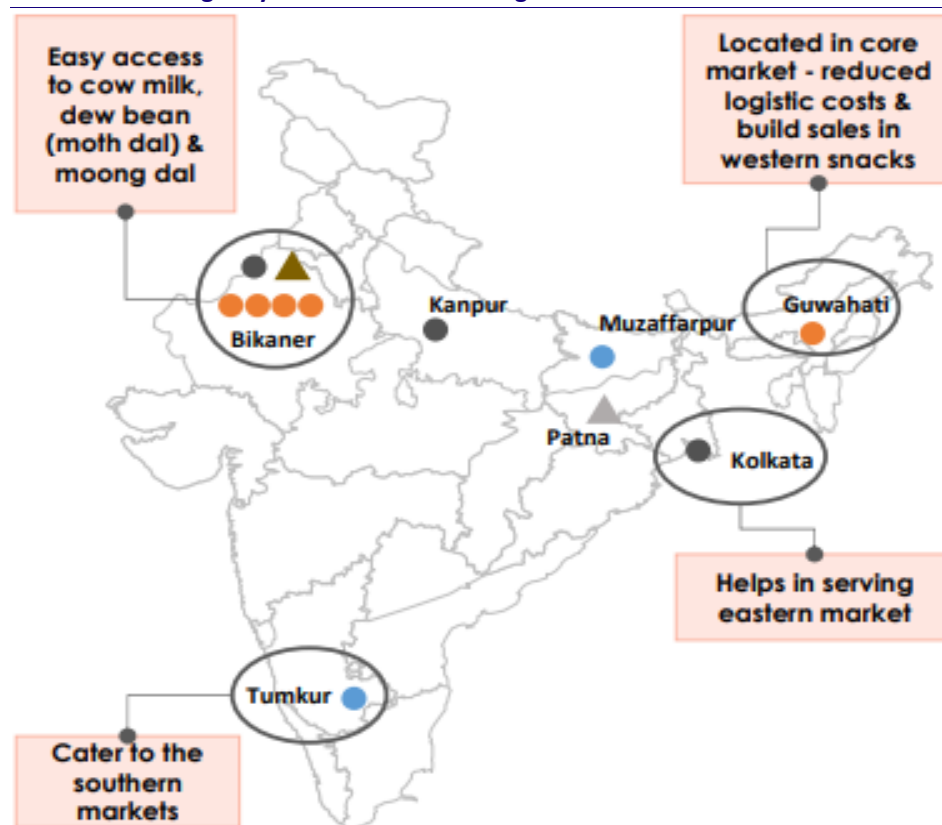 Easy access
to cow milk,
dew bean
(moth dal) &
moong dal
Located in core
market - reduced
logistic costs &
build sales in
western snacks
Bikaner
Kanpur
Muzaffarpur
Guwahati
Patna
Kolkata
Helps in serving
eastern market
Tumkur
Cater to the
southern
markets